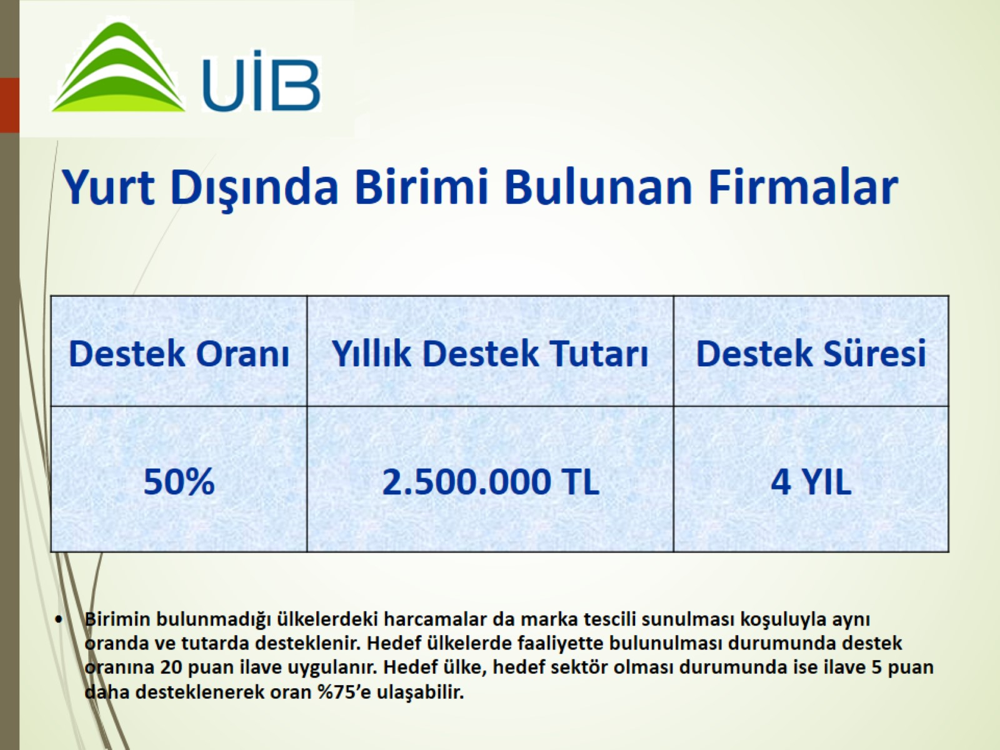 UİB
Yurt Dışında Birimi Bulunan Firmalar
Destek Oranı
Yıllık Destek Tutarı
Destek Süresi
50%
2.500.000 TL
4 YIL
• Birimin bulunmadığı ülkelerdeki harcamalar da marka tescili sunulması koşuluyla aynı
oranda ve tutarda desteklenir. Hedef ülkelerde faaliyette bulunulması durumunda destek
oranına 20 puan ilave uygulanır. Hedef ülke, hedef sektör olması durumunda ise ilave 5 puan
daha desteklenerek oran %75’e ulaşabilir.